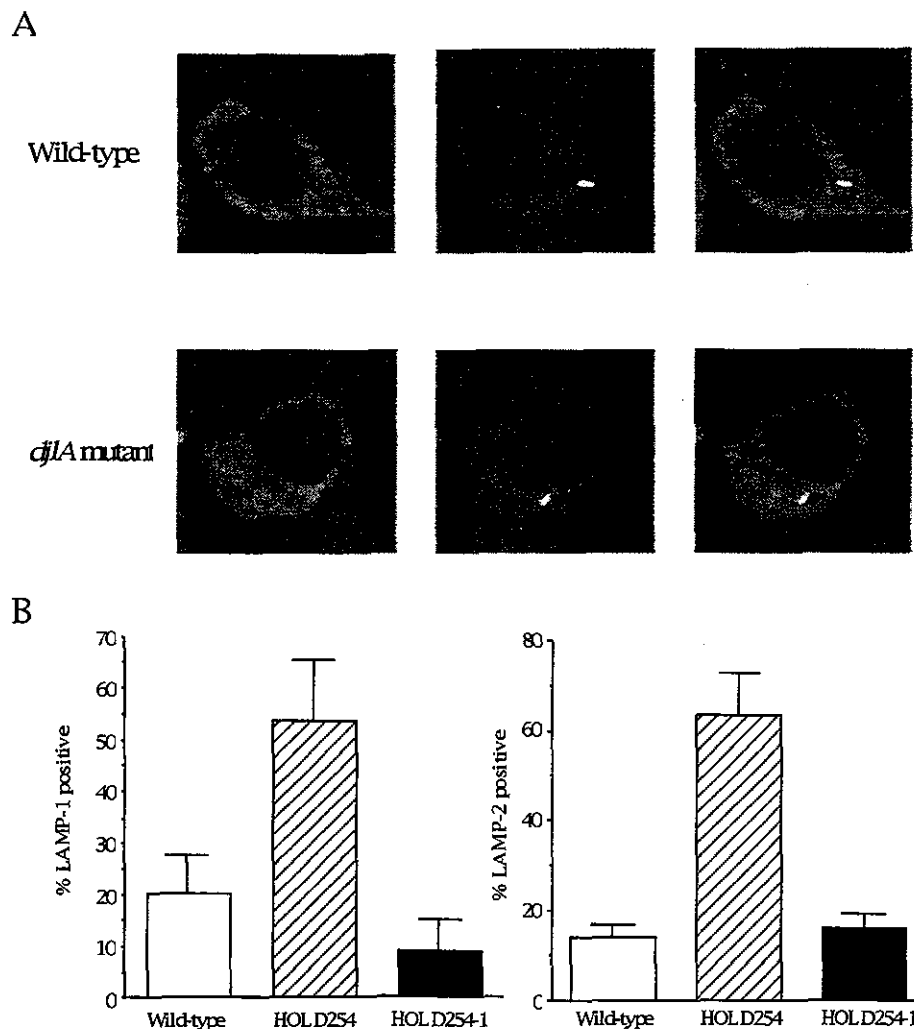 A
Wild-type
djlA mutant
B
% LAMP-1 positive
70
60
50
40
30
20
10
0
Wild-type HOLD254 HOLD254-1
% LAMP-2 positive
80
60
40
20
0
Wild-type HOLD254 HOLD254-1